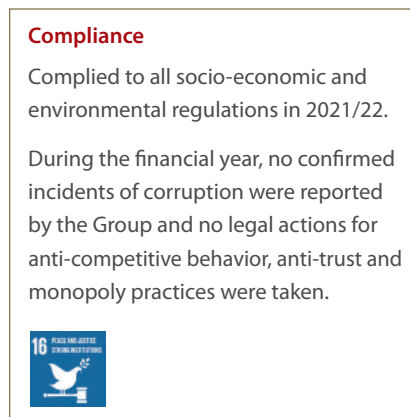 Compliance
Complied to all socio-economic and
environmental regulations in 2021/22.
During the financial year, no confirmed
incidents of corruption were reported
by the Group and no legal actions for
anti-competitive behavior, anti-trust and
monopoly practices were taken.
16 PEACE AND JUSTICE
STRONG INSTITUTIONS